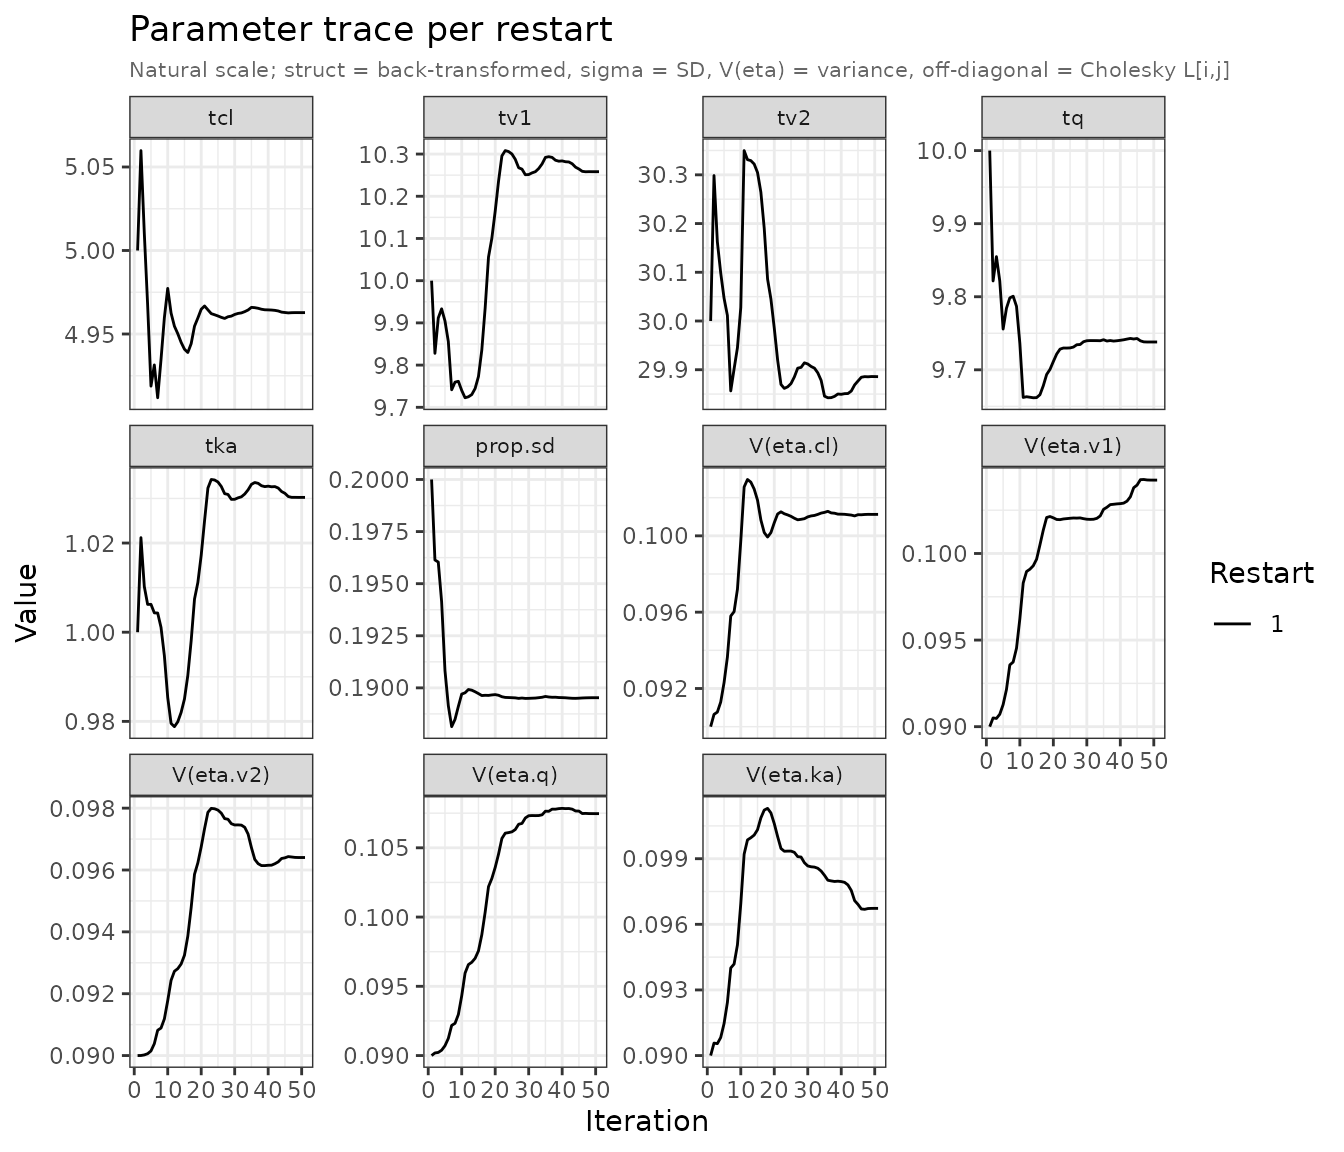 Parameter trace per restart
Natural scale; struct = back-transformed, sigma = SD, V(eta) = variance, off-diagonal = Cholesky L[i,j]
tcl
tv1
tv2
tq
5.05
5.00
4.95
10.3
10.2
10.1
10.0
9.9
9.8
9.7
30.3
30.2
30.1
30.0
29.9
10.0
9.9
9.8
9.7
tka
prop.sd
V(eta.cl)
V(eta.v1)
1.02
1.00
0.98
0.2000
0.1975
0.1950
0.1925
0.1900
0.100
0.096
0.092
0.100
0.095
0.090
0 10 20 30 40 50
V(eta.v2)
V(eta.q)
V(eta.ka)
0.098
0.096
0.094
0.092
0.090
0.105
0.100
0.095
0.090
0.099
0.096
0.093
0.090
0 10 20 30 40 50
0 10 20 30 40 50
0 10 20 30 40 50
Iteration
Value
Restart
1